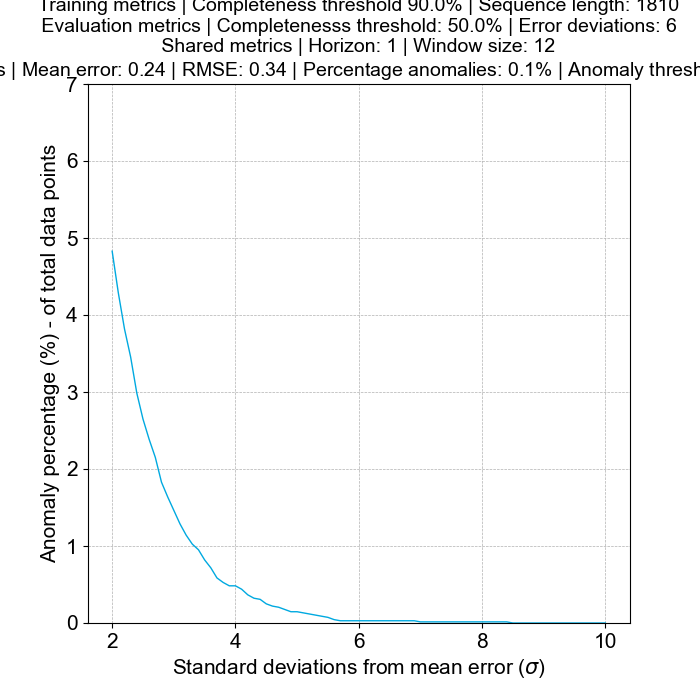 Training metrics | Completeness threshold 90.0% | Sequence length: 1810
Evaluation metrics | Completenesss threshold: 50.0% | Error deviations: 6
Shared metrics | Horizon: 1 | Window size: 12
s | Mean error: 0.24 | RMSE: 0.34 | Percentage anomalies: 0.1% | Anomaly thresh
7
6
5
4
3
2
1
0
Anomaly percentage (%) - of total data points
2 4 6 8 10
Standard deviations from mean error (σ)